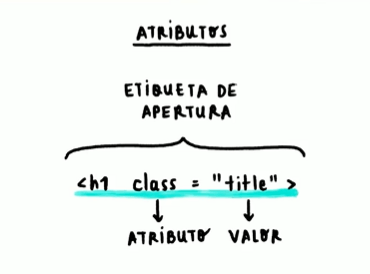 ATRIBUTOS
ETIQUETA DE
APERTURA
<h1 class = "title">
ATRIBUTO VALOR